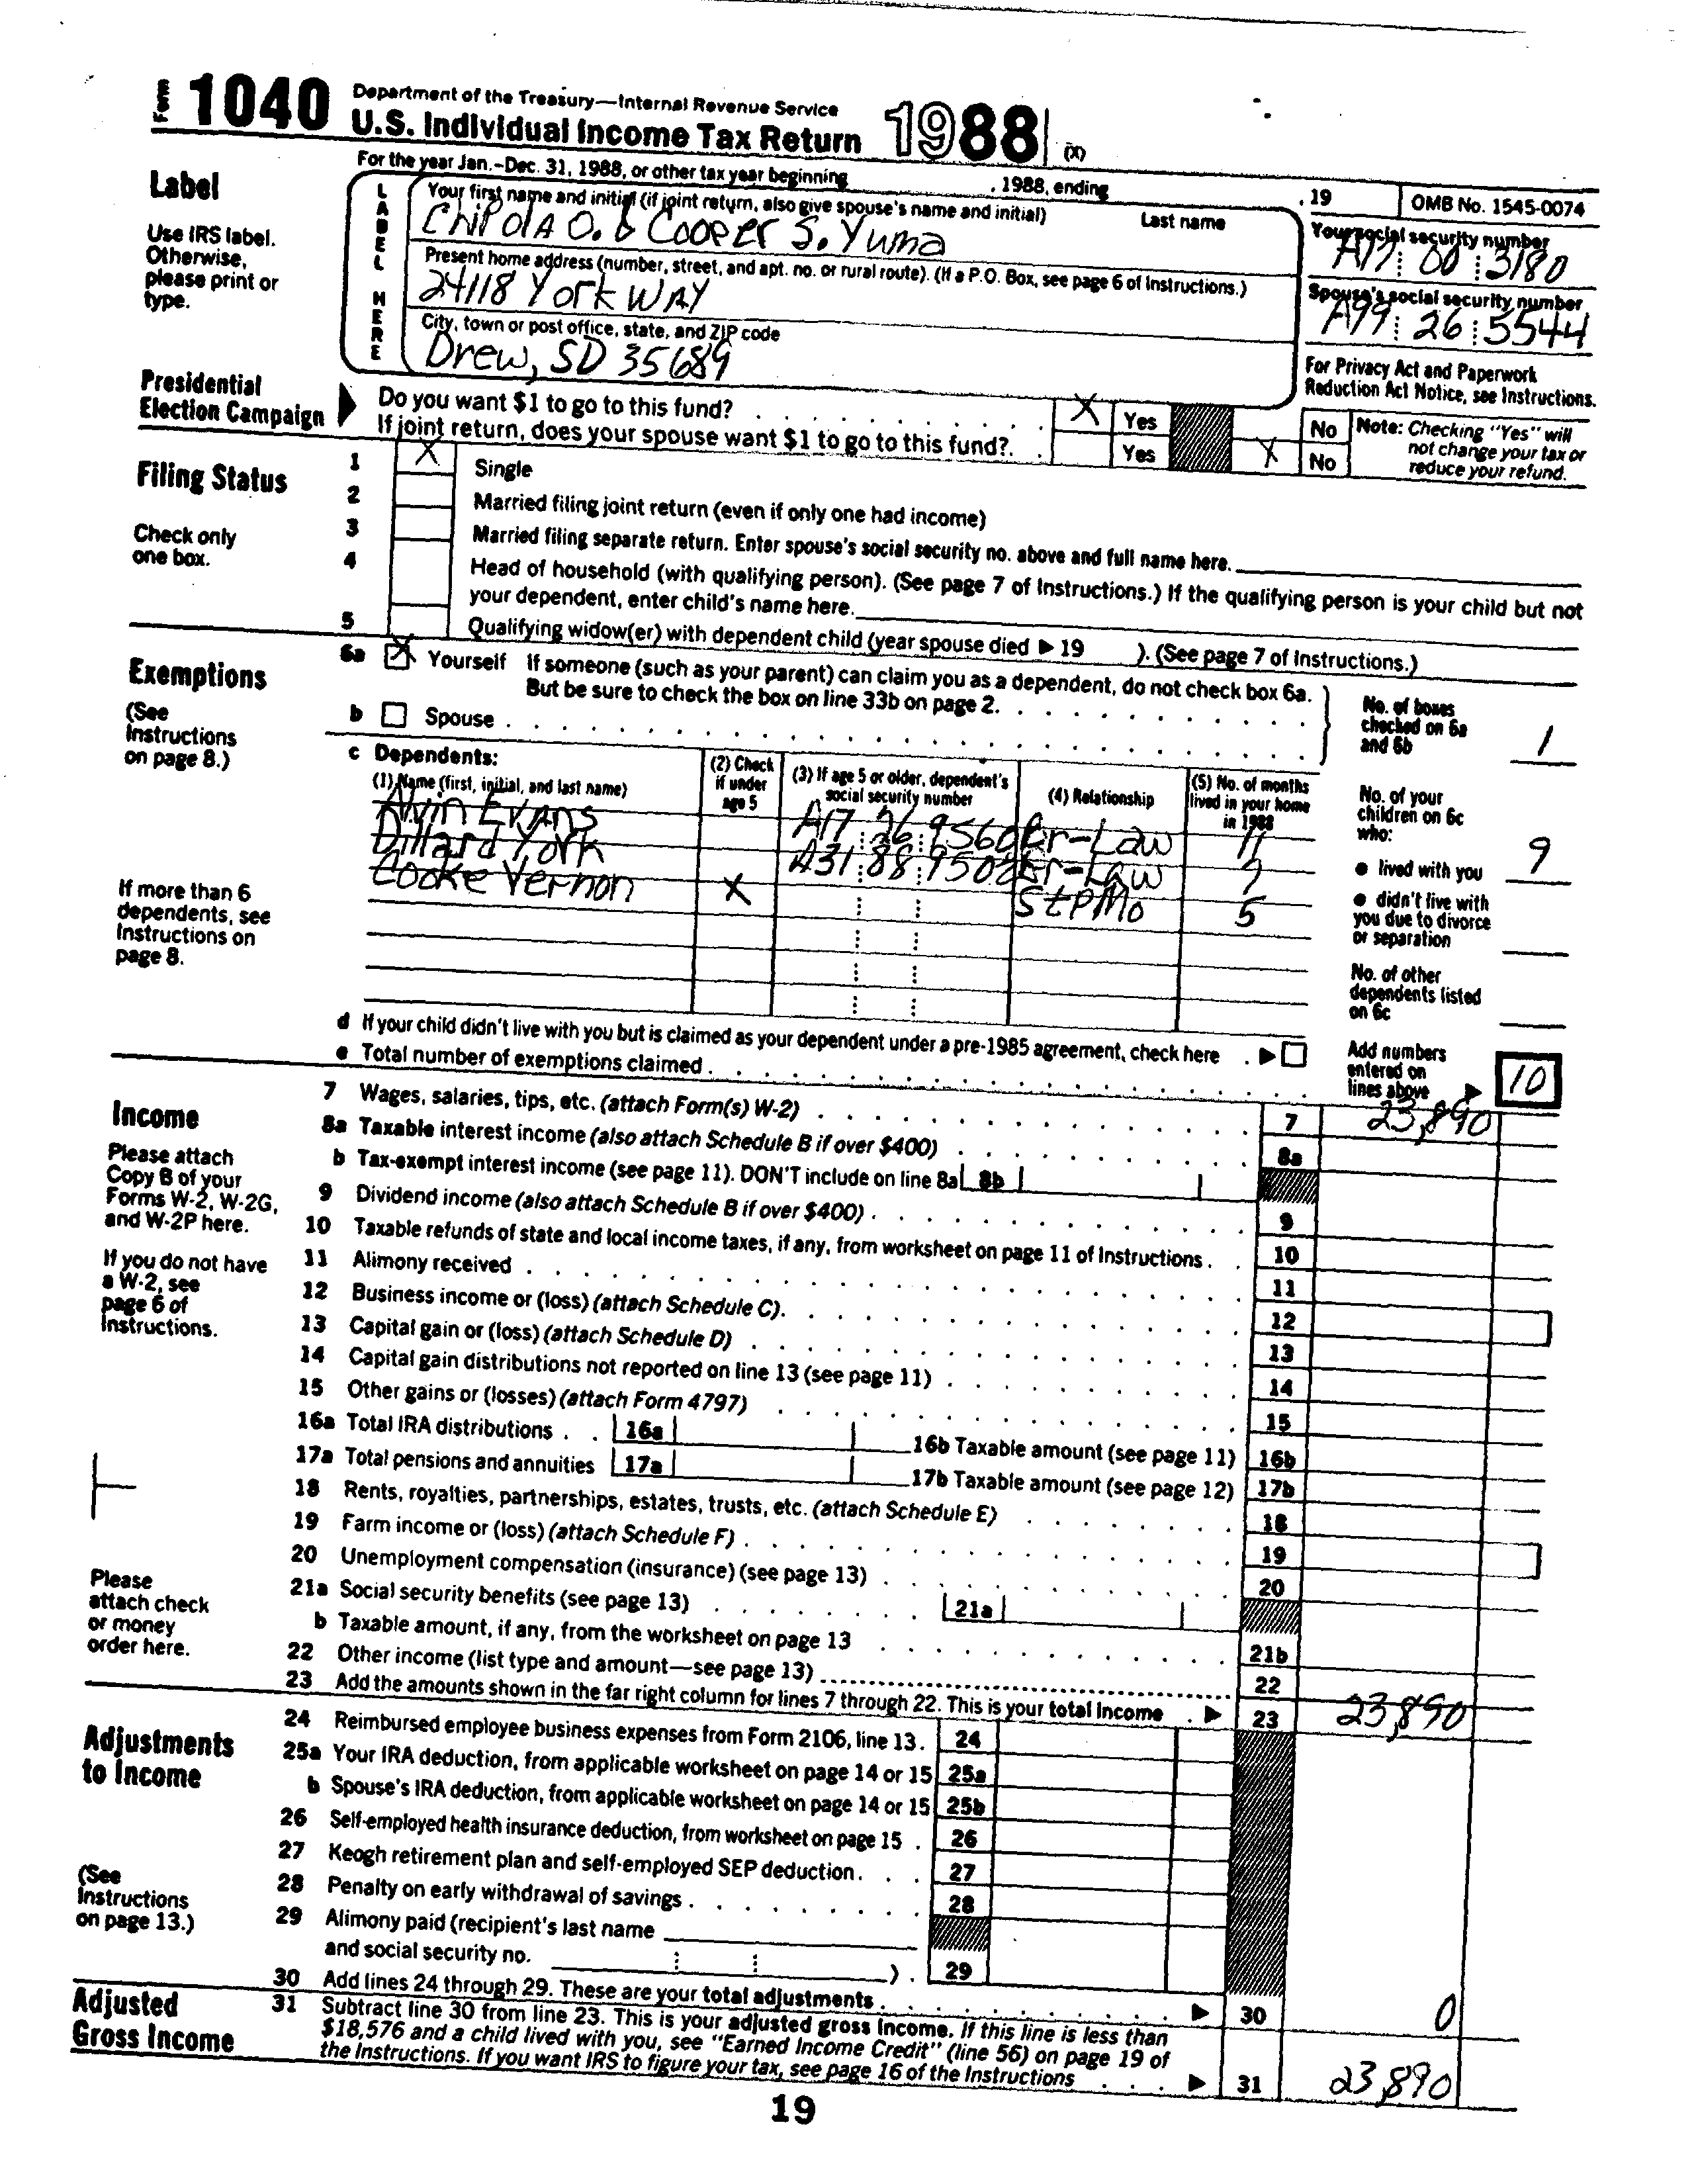 Form 1040 Department of the Treasury—Internal Revenue Service
U.S. Individual Income Tax Return 1988 (X)
For the year Jan.–Dec. 31, 1988, or other tax year beginning , 1988, ending , 19 OMB No. 1545-0074
Label
Use IRS label. Otherwise, please print or type.
LABEL HERE
Your first name and initial (if joint return, also give spouse's name and initial) Last name
Chipola O. & Cooper S. Yuma
Your social security number
A17 00 3180
Present home address (number, street, and apt. no. or rural route). (If a P.O. Box, see page 6 of Instructions.)
24118 York Way
Spouse's social security number
A99 26 5544
City, town or post office, state, and ZIP code
Drew, SD 35689
For Privacy Act and Paperwork Reduction Act Notice, see Instructions.
Presidential Election Campaign
Do you want $1 to go to this fund? X Yes No
If joint return, does your spouse want $1 to go to this fund? Yes X No
Note: Checking "Yes" will not change your tax or reduce your refund.
Filing Status
Check only one box.
1 X Single
2 Married filing joint return (even if only one had income)
3 Married filing separate return. Enter spouse's social security no. above and full name here.
4 Head of household (with qualifying person). (See page 7 of Instructions.) If the qualifying person is your child but not
your dependent, enter child's name here.
5 Qualifying widow(er) with dependent child (year spouse died ▶ 19 ). (See page 7 of Instructions.)
Exemptions
(See Instructions on page 8.)
6a X Yourself If someone (such as your parent) can claim you as a dependent, do not check box 6a.
But be sure to check the box on line 33b on page 2.
b Spouse
No. of boxes checked on 6a and 6b 1
c Dependents:
(1) Name (first, initial, and last name) (2) Check if under age 5 (3) If age 5 or older, dependent's social security number (4) Relationship (5) No. of months lived in your home in 1988
Alvin Evans A17 26 9560 Br-Law 11
Dillard York A31 88 9502 Br-Law 7
Cooke Vernon X StpMo 5
If more than 6 dependents, see Instructions on page 8.
No. of your children on 6c who:
• lived with you 9
• didn't live with you due to divorce or separation
No. of other dependents listed on 6c
d If your child didn't live with you but is claimed as your dependent under a pre-1985 agreement, check here ▶
e Total number of exemptions claimed
Add numbers entered on lines above ▶ 10
Income
Please attach Copy B of your Forms W-2, W-2G, and W-2P here.
If you do not have a W-2, see page 6 of Instructions.
7 Wages, salaries, tips, etc. (attach Form(s) W-2) 7 23,890
8a Taxable interest income (also attach Schedule B if over $400) 8a
b Tax-exempt interest income (see page 11). DON'T include on line 8a 8b
9 Dividend income (also attach Schedule B if over $400) 9
10 Taxable refunds of state and local income taxes, if any, from worksheet on page 11 of Instructions 10
11 Alimony received 11
12 Business income or (loss) (attach Schedule C) 12
13 Capital gain or (loss) (attach Schedule D) 13
14 Capital gain distributions not reported on line 13 (see page 11) 14
15 Other gains or (losses) (attach Form 4797) 15
16a Total IRA distributions 16a 16b Taxable amount (see page 11) 16b
17a Total pensions and annuities 17a 17b Taxable amount (see page 12) 17b
18 Rents, royalties, partnerships, estates, trusts, etc. (attach Schedule E) 18
19 Farm income or (loss) (attach Schedule F) 19
20 Unemployment compensation (insurance) (see page 13) 20
21a Social security benefits (see page 13) 21a
b Taxable amount, if any, from the worksheet on page 13 21b
22 Other income (list type and amount—see page 13) 22
23 Add the amounts shown in the far right column for lines 7 through 22. This is your total income ▶ 23 23,890
Please attach check or money order here.
Adjustments to Income
(See Instructions on page 13.)
24 Reimbursed employee business expenses from Form 2106, line 13 24
25a Your IRA deduction, from applicable worksheet on page 14 or 15 25a
b Spouse's IRA deduction, from applicable worksheet on page 14 or 15 25b
26 Self-employed health insurance deduction, from worksheet on page 15 26
27 Keogh retirement plan and self-employed SEP deduction 27
28 Penalty on early withdrawal of savings 28
29 Alimony paid (recipient's last name
and social security no. ) 29
30 Add lines 24 through 29. These are your total adjustments ▶ 30 0
Adjusted Gross Income
31 Subtract line 30 from line 23. This is your adjusted gross income. If this line is less than
$18,576 and a child lived with you, see "Earned Income Credit" (line 56) on page 19 of
the Instructions. If you want IRS to figure your tax, see page 16 of the Instructions ▶ 31 23,890
19